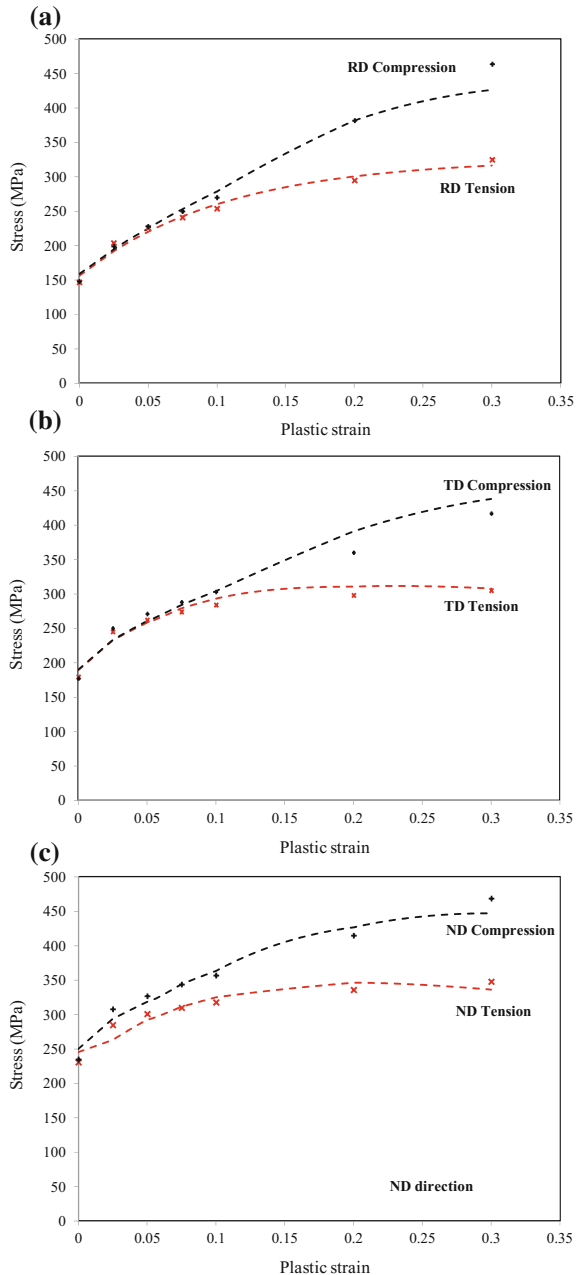 (a)
500
450
400
350
300
250
200
150
100
50
0
Stress (MPa)
RD Compression
RD Tension
0 0.05 0.1 0.15 0.2 0.25 0.3 0.35
Plastic strain
(b)
500
450
400
350
300
250
200
150
100
50
0
Stress (MPa)
TD Compression
TD Tension
0 0.05 0.1 0.15 0.2 0.25 0.3 0.35
Plastic strain
(c)
500
450
400
350
300
250
200
150
100
50
0
Stress (MPa)
ND Compression
ND Tension
ND direction
0 0.05 0.1 0.15 0.2 0.25 0.3 0.35
Plastic strain